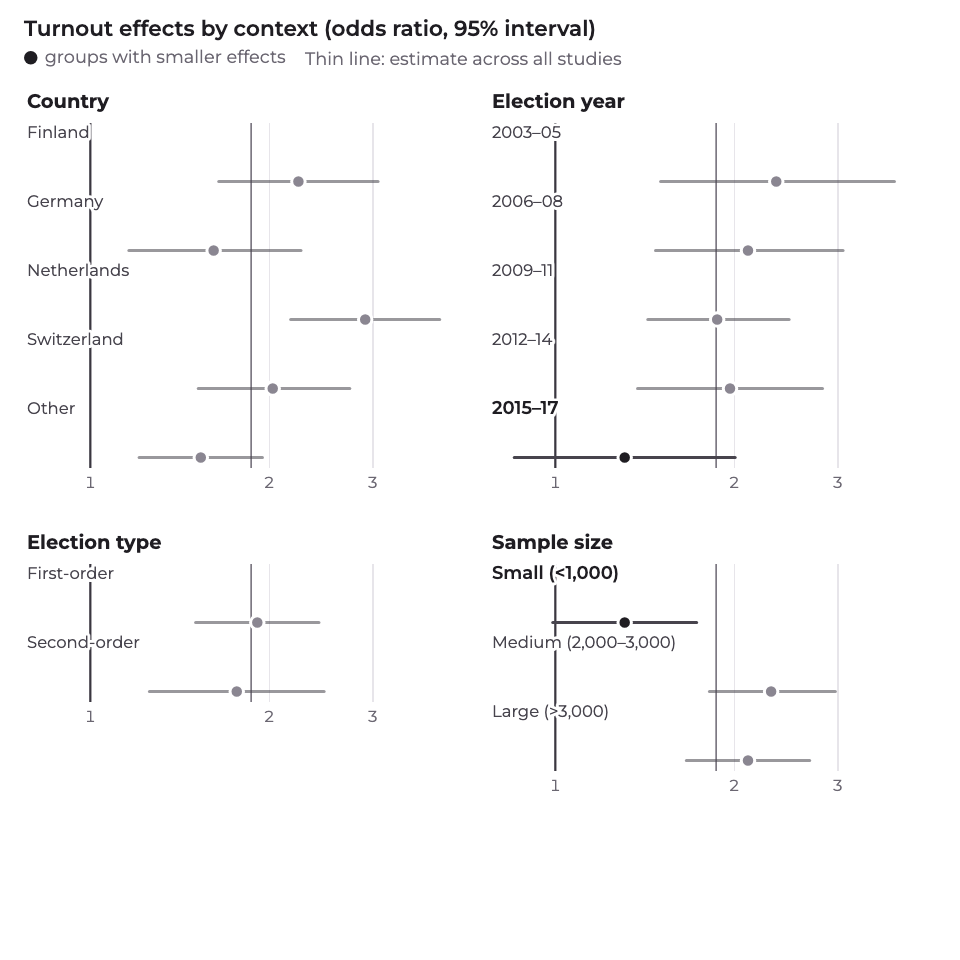 Turnout effects by context (odds ratio, 95% interval)
groups with smaller effects Thin line: estimate across all studies
Country
Finland
Germany
Netherlands
Switzerland
Other
1 2 3
Election year
2003–05
2006–08
2009–11
2012–14
2015–17
1 2 3
Election type
First-order
Second-order
1 2 3
Sample size
Small (<1,000)
Medium (2,000–3,000)
Large (>3,000)
1 2 3